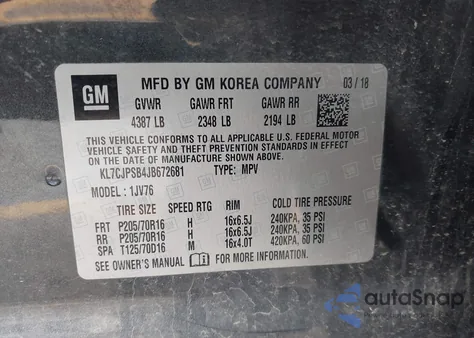 GM
MFD BY GM KOREA COMPANY 03/18
GVWR GAWR FRT GAWR RR
4387 LB 2348 LB 2194 LB
THIS VEHICLE CONFORMS TO ALL APPLICABLE U.S. FEDERAL MOTOR
VEHICLE SAFETY AND THEFT PREVENTION STANDARDS IN EFFECT
ON THE DATE OF MANUFACTURE SHOWN ABOVE.
KL7CJPSB4JB672681 TYPE: MPV
MODEL: 1JV76
TIRE SIZE SPEED RTG RIM COLD TIRE PRESSURE
FRT P205/70R16 H 16x6.5J 240KPA, 35 PSI
RR P205/70R16 H 16x6.5J 240KPA, 35 PSI
SPA T125/70D16 M 16x4.0T 420KPA, 60 PSI
SEE OWNER'S MANUAL i FOR MORE INFORMATION.
autoSnap